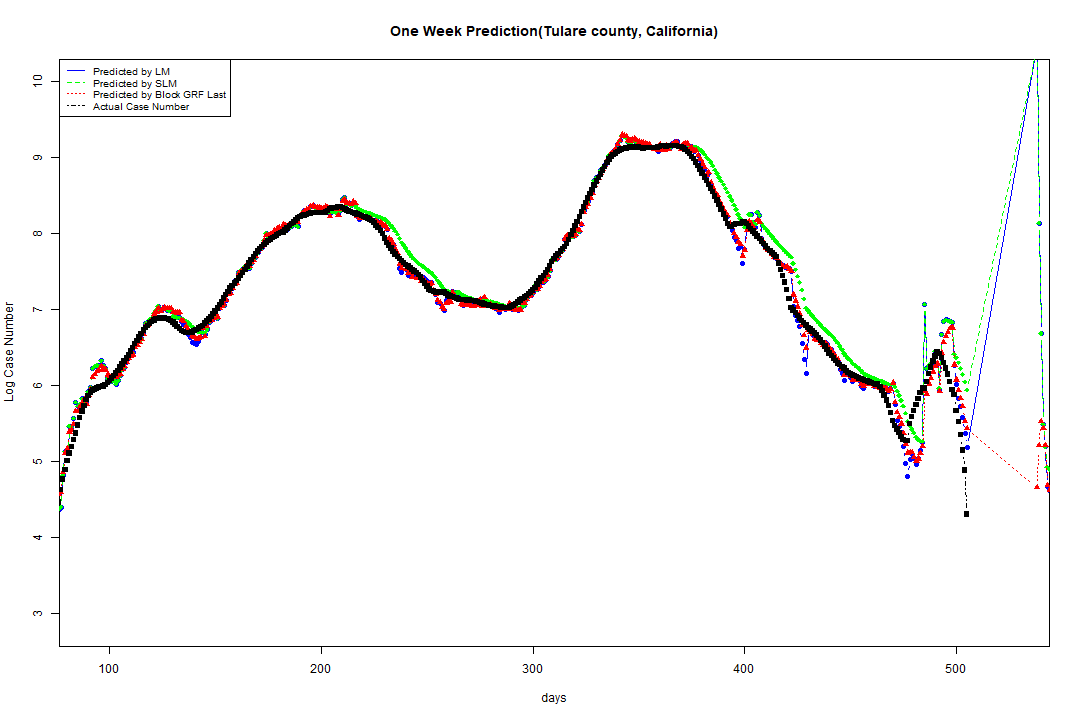 One Week Prediction(Tulare county, California)
Predicted by LM
Predicted by SLM
Predicted by Block GRF Last
Actual Case Number
10
9
8
7
6
5
4
3
Log Case Number
100 200 300 400 500
days